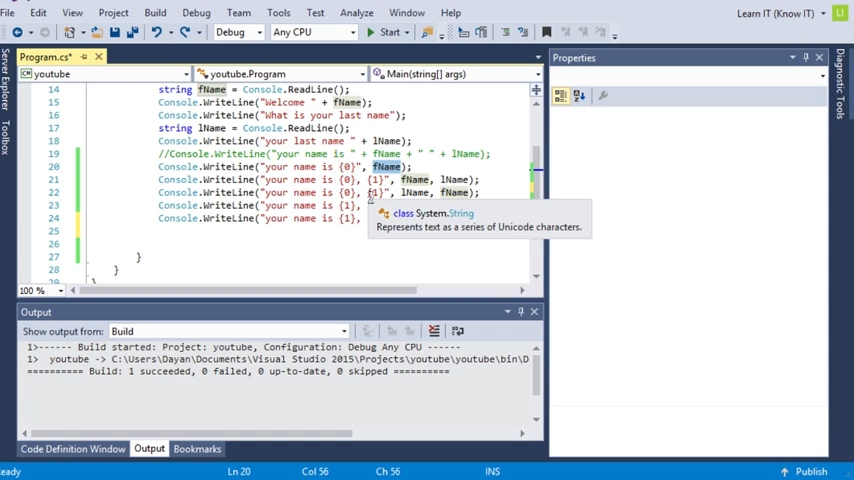 File Edit View Project Build Debug Team Tools Test Analyze Window Help Learn IT (Know IT) LI
Debug Any CPU Start
Server Explorer
Toolbox
Program.cs*
youtube youtube.Program Main(string[] args)
14 string fName = Console.ReadLine();
15 Console.WriteLine("Welcome " + fName);
16 Console.WriteLine("What is your last name");
17 string lName = Console.ReadLine();
18 Console.WriteLine("your last name " + lName);
19 //Console.WriteLine("your name is " + fName + " " + lName);
20 Console.WriteLine("your name is {0}", fName);
21 Console.WriteLine("your name is {0}, {1}", fName, lName);
22 Console.WriteLine("your name is {0}, {1}", lName, fName);
23 Console.WriteLine("your name is {1},
24 Console.WriteLine("your name is {1},
25
26
27 }
28 }
29 }
class System.String
Represents text as a series of Unicode characters.
100 %
Output
Show output from: Build
1>------ Build started: Project: youtube, Configuration: Debug Any CPU ------
1> youtube -> C:\Users\Dayan\Documents\Visual Studio 2015\Projects\youtube\youtube\bin\D
========== Build: 1 succeeded, 0 failed, 0 up-to-date, 0 skipped ==========
Code Definition Window Output Bookmarks
Properties
Diagnostic Tools
eady Ln 20 Col 56 Ch 56 INS Publish